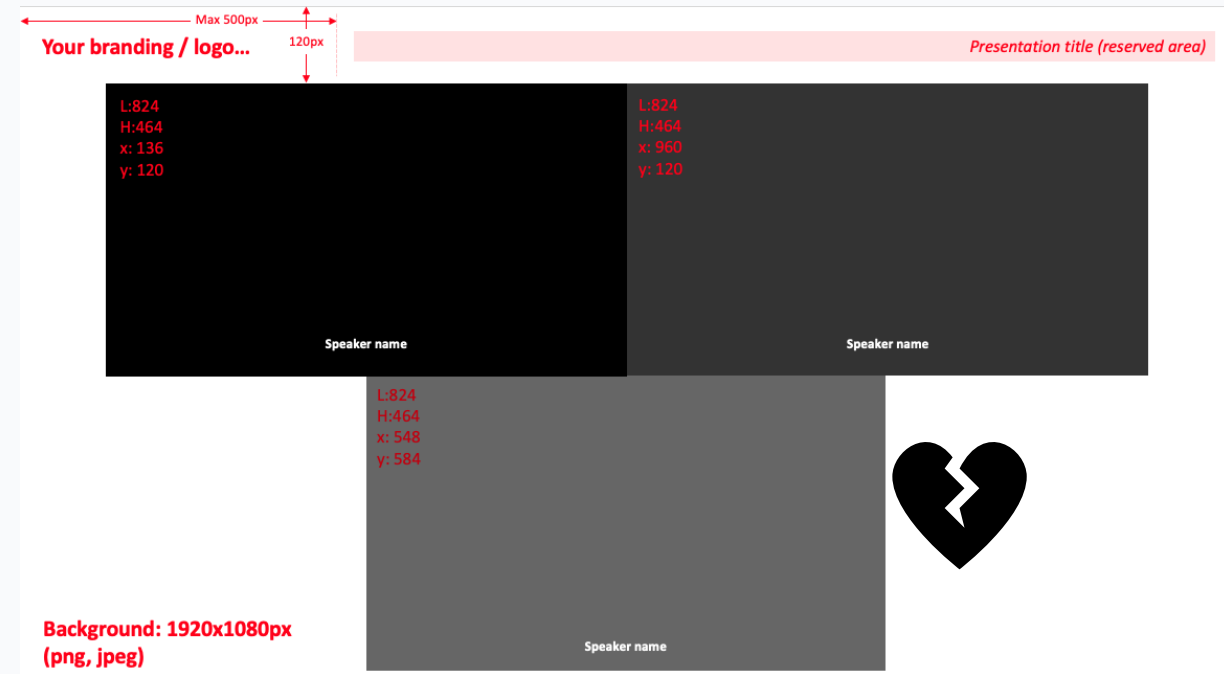 Max 500px
120px
Your branding / logo...
Presentation title (reserved area)
L:824
H:464
x: 136
y: 120
Speaker name
L:824
H:464
x: 960
y: 120
Speaker name
L:824
H:464
x: 548
y: 584
Speaker name
Background: 1920x1080px
(png, jpeg)